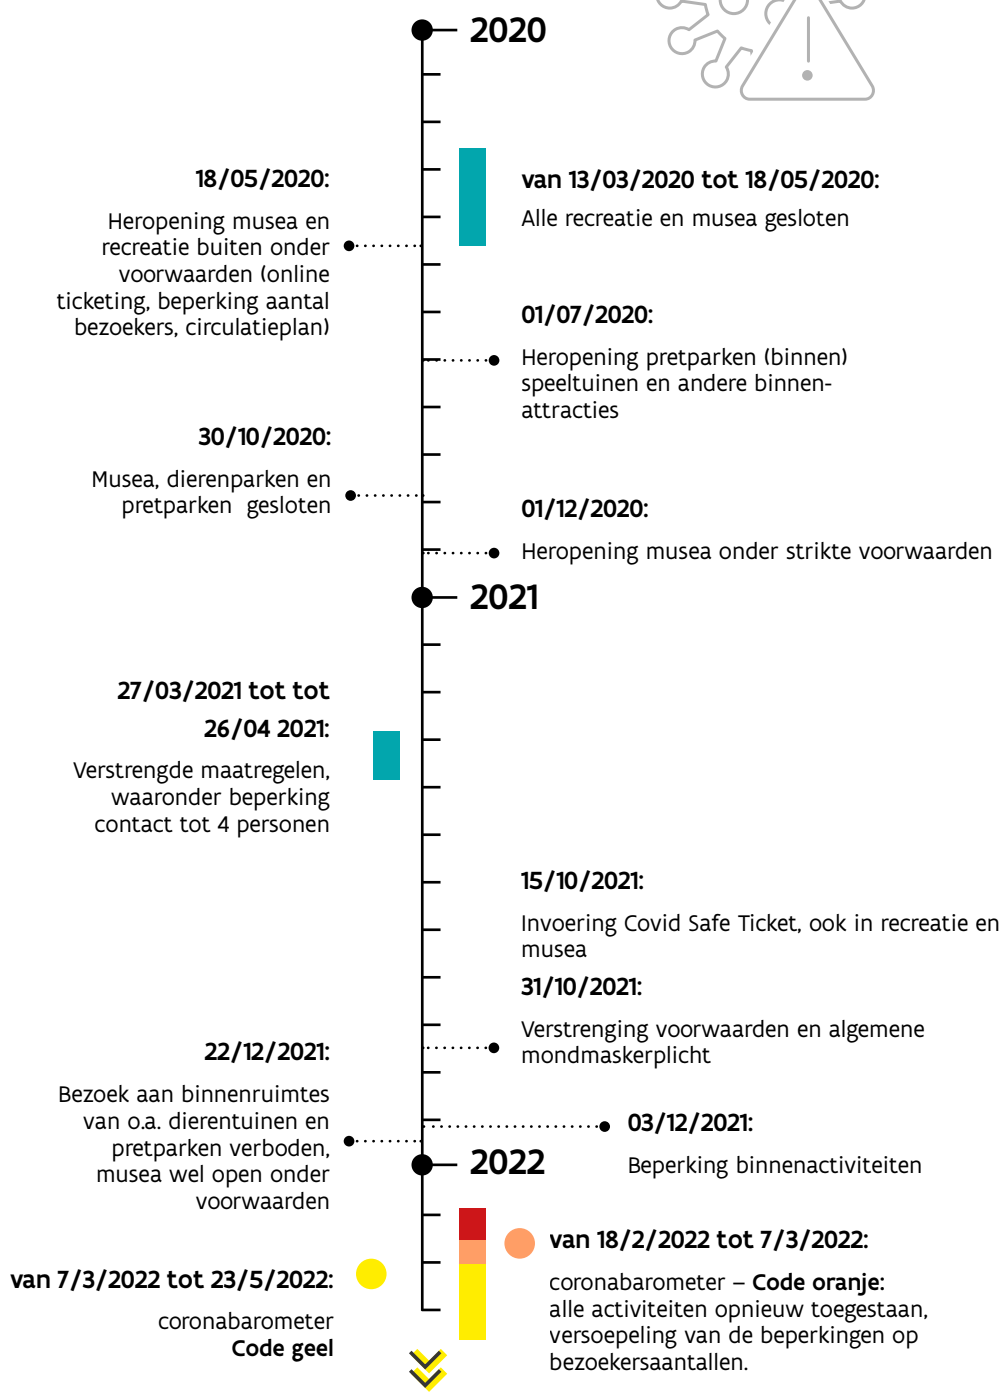 2020
18/05/2020:
Heropening musea en
recreatie buiten onder
voorwaarden (online
ticketing, beperking aantal
bezoekers, circulatieplan)
van 13/03/2020 tot 18/05/2020:
Alle recreatie en musea gesloten
01/07/2020:
Heropening pretparken (binnen)
speeltuinen en andere binnen-
attracties
30/10/2020:
Musea, dierenparken en
pretparken gesloten
01/12/2020:
Heropening musea onder strikte voorwaarden
2021
27/03/2021 tot tot
26/04 2021:
Verstrengde maatregelen,
waaronder beperking
contact tot 4 personen
15/10/2021:
Invoering Covid Safe Ticket, ook in recreatie en
musea
31/10/2021:
Verstrenging voorwaarden en algemene
mondmaskerplicht
22/12/2021:
Bezoek aan binnenruimtes
van o.a. dierentuinen en
pretparken verboden,
musea wel open onder
voorwaarden
03/12/2021:
Beperking binnenactiviteiten
2022
van 18/2/2022 tot 7/3/2022:
coronabarometer – Code oranje:
alle activiteiten opnieuw toegestaan,
versoepeling van de beperkingen op
bezoekersaantallen.
van 7/3/2022 tot 23/5/2022:
coronabarometer
Code geel